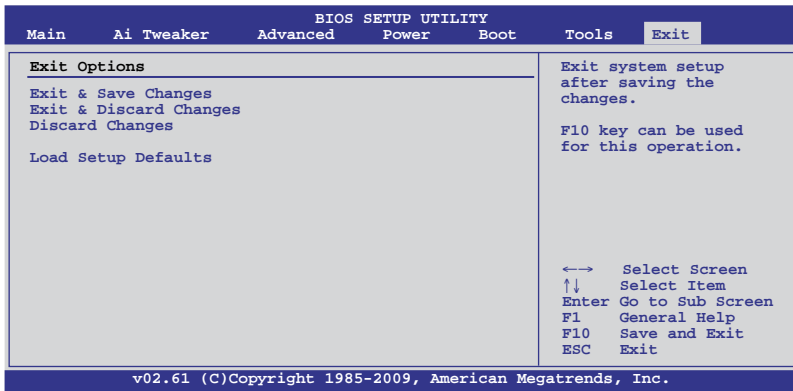 BIOS SETUP UTILITY
Main Ai Tweaker Advanced Power Boot Tools Exit
Exit Options
Exit & Save Changes
Exit & Discard Changes
Discard Changes
Load Setup Defaults
Exit system setup
after saving the
changes.
F10 key can be used
for this operation.
←→ Select Screen
↑↓ Select Item
Enter Go to Sub Screen
F1 General Help
F10 Save and Exit
ESC Exit
v02.61 (C)Copyright 1985-2009, American Megatrends, Inc.